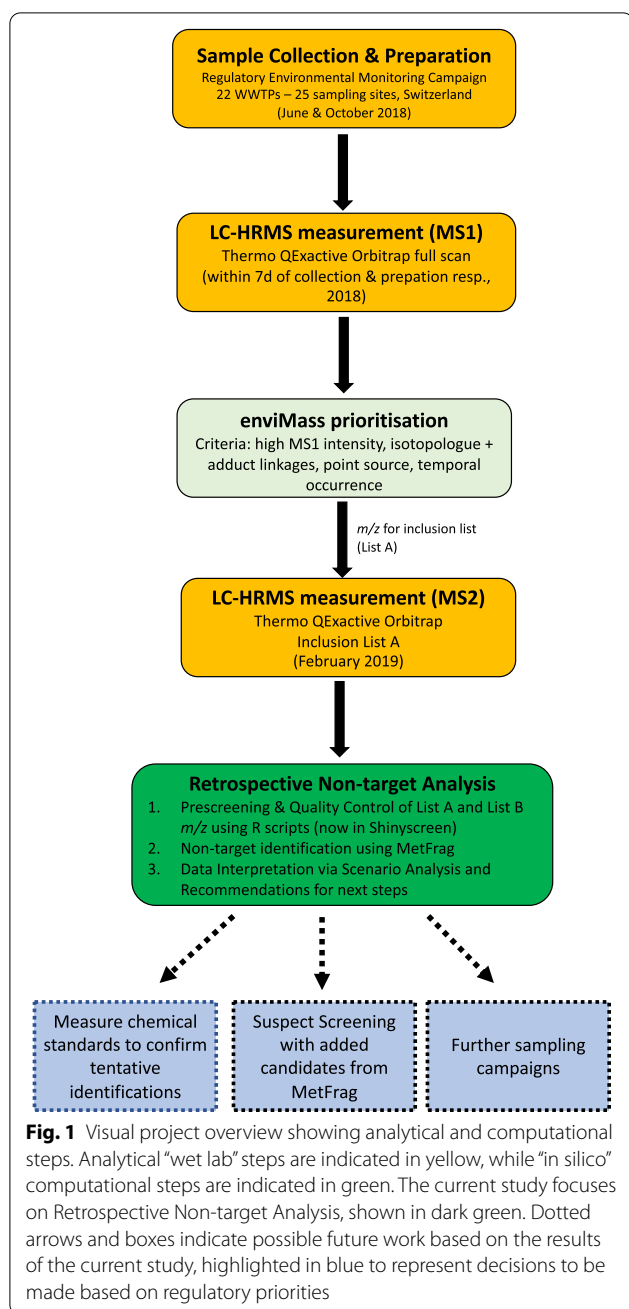 Sample Collection & Preparation
Regulatory Environmental Monitoring Campaign
22 WWTPs – 25 sampling sites, Switzerland
(June & October 2018)
LC-HRMS measurement (MS1)
Thermo QExactive Orbitrap full scan
(within 7d of collection & prepation resp.,
2018)
enviMass prioritisation
Criteria: high MS1 intensity, isotopologue +
adduct linkages, point source, temporal
occurrence
m/z for inclusion list
(List A)
LC-HRMS measurement (MS2)
Thermo QExactive Orbitrap
Inclusion List A
(February 2019)
Retrospective Non-target Analysis
1. Prescreening & Quality Control of List A and List B
m/z using R scripts (now in Shinyscreen)
2. Non-target identification using MetFrag
3. Data Interpretation via Scenario Analysis and
Recommendations for next steps
Measure chemical
standards to confirm
tentative
identifications
Suspect Screening
with added
candidates from
MetFrag
Further sampling
campaigns
Fig. 1 Visual project overview showing analytical and computational
steps. Analytical “wet lab” steps are indicated in yellow, while “in silico”
computational steps are indicated in green. The current study focuses
on Retrospective Non-target Analysis, shown in dark green. Dotted
arrows and boxes indicate possible future work based on the results
of the current study, highlighted in blue to represent decisions to be
made based on regulatory priorities